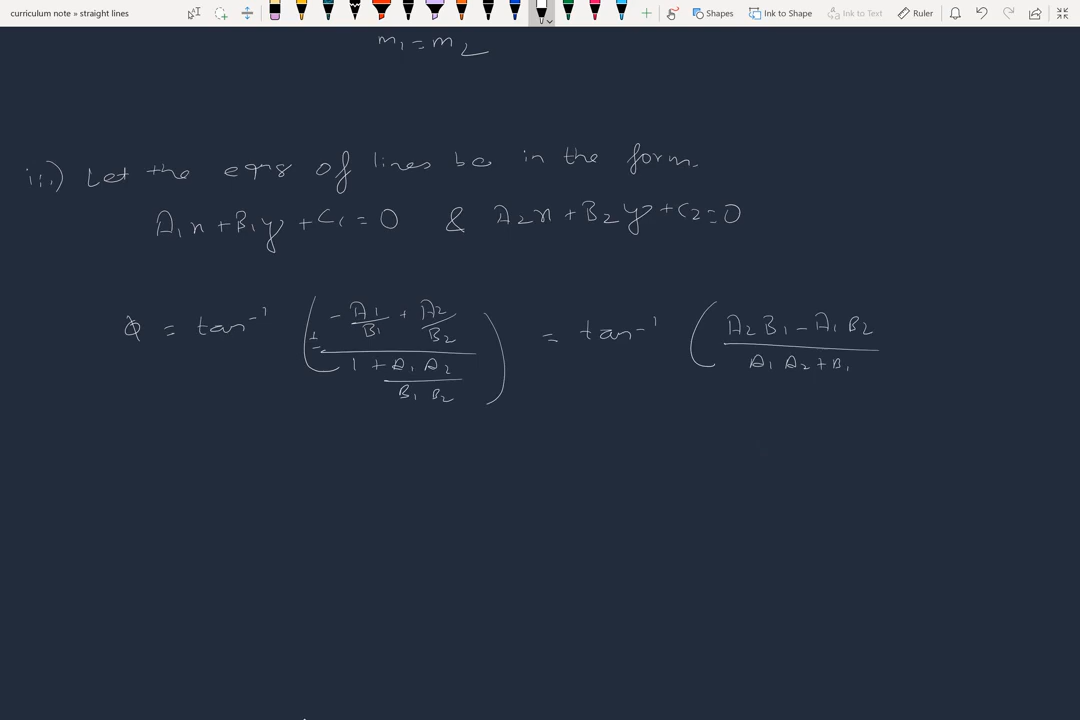 curriculum note » straight lines
Shapes
Ink to Shape
Ink to Text
Ruler
m₁ = m₂
iii) Let the eqns of lines be in the form.
A₁x + B₁y + C₁ = 0 & A₂x + B₂y + C₂ = 0
ϕ = tan⁻¹ (± (-A₁/B₁ + A₂/B₂) / (1 + A₁A₂/B₁B₂)) = tan⁻¹ ( (A₂B₁ - A₁B₂) / (A₁A₂ + B₁